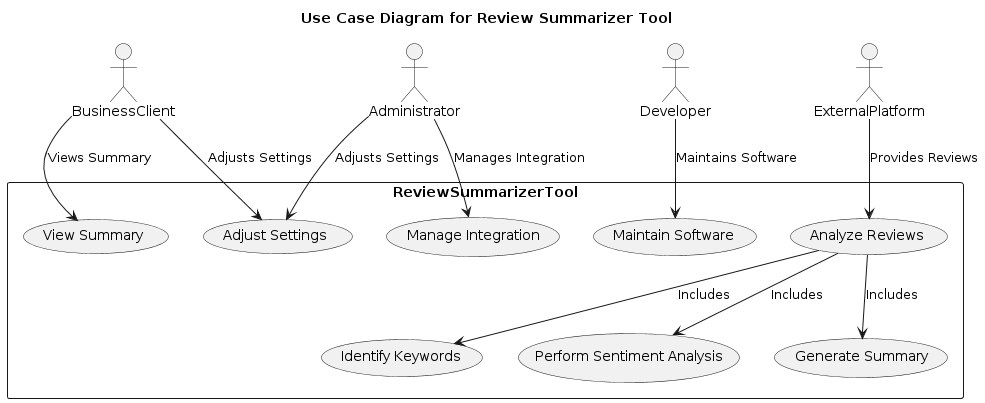 Use Case Diagram for Review Summarizer Tool
BusinessClient
Administrator
Developer
ExternalPlatform
Views Summary
Adjusts Settings
Adjusts Settings
Manages Integration
Maintains Software
Provides Reviews
ReviewSummarizerTool
View Summary
Adjust Settings
Manage Integration
Maintain Software
Analyze Reviews
Includes
Includes
Includes
Identify Keywords
Perform Sentiment Analysis
Generate Summary